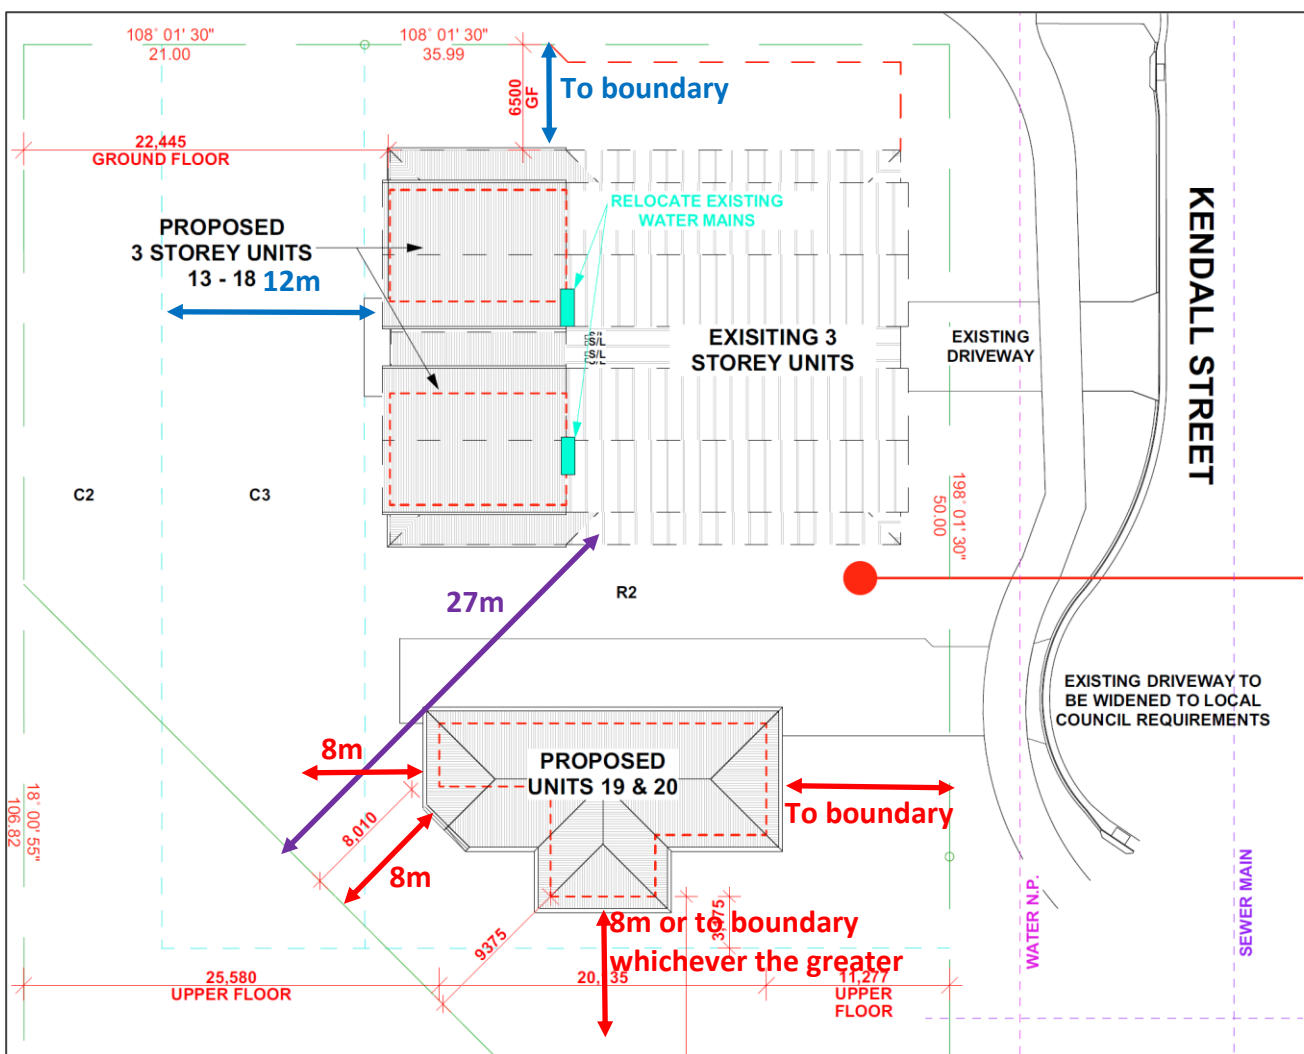 108° 01' 30"
21.00
108° 01' 30"
35.99
6500
GF
To boundary
22,445
GROUND FLOOR
RELOCATE EXISTING
WATER MAINS
PROPOSED
3 STOREY UNITS
13 - 18
12m
KENDALL STREET
S/L
S/L
EXISITING 3
STOREY UNITS
EXISTING
DRIVEWAY
C2
C3
198° 01' 30"
50.00
27m
R2
EXISTING DRIVEWAY TO
BE WIDENED TO LOCAL
COUNCIL REQUIREMENTS
8m
PROPOSED
UNITS 19 & 20
To boundary
18° 00' 55"
106.82
8,010
8m
9375
8m or to boundary
whichever the greater
WATER N.P.
SEWER MAIN
25,580
UPPER FLOOR
11,277
UPPER
FLOOR